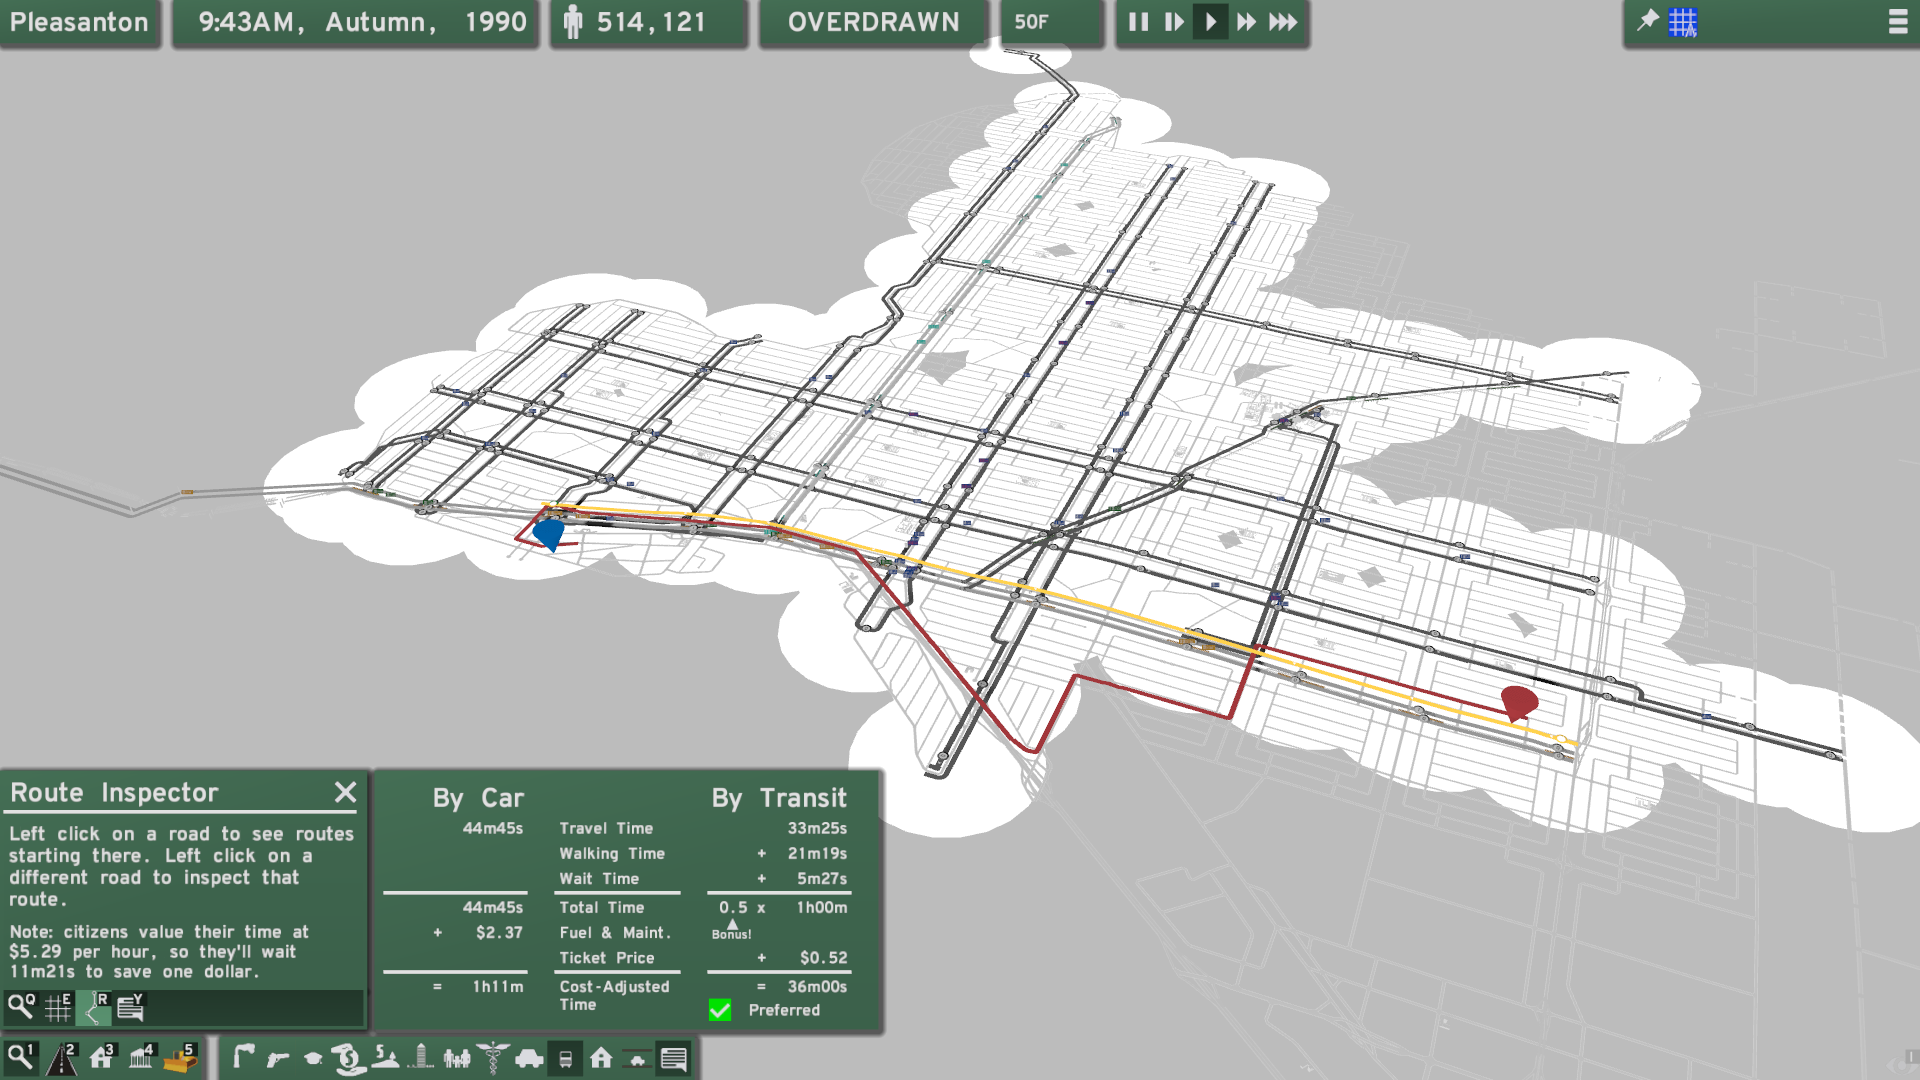 Pleasanton
9:43AM, Autumn, 1990
514,121
OVERDRAWN
50F
Route Inspector
Left click on a road to see routes
starting there. Left click on a
different road to inspect that
route.
Note: citizens value their time at
$5.29 per hour, so they'll wait
11m21s to save one dollar.
Q E R Y
By Car By Transit
44m45s Travel Time 33m25s
Walking Time + 21m19s
Wait Time + 5m27s
44m45s Total Time 0.5 x 1h00m
+ $2.37 Fuel & Maint. Bonus!
Ticket Price + $0.52
= 1h11m Cost-Adjusted = 36m00s
Time
Preferred
1 2 3 4 5